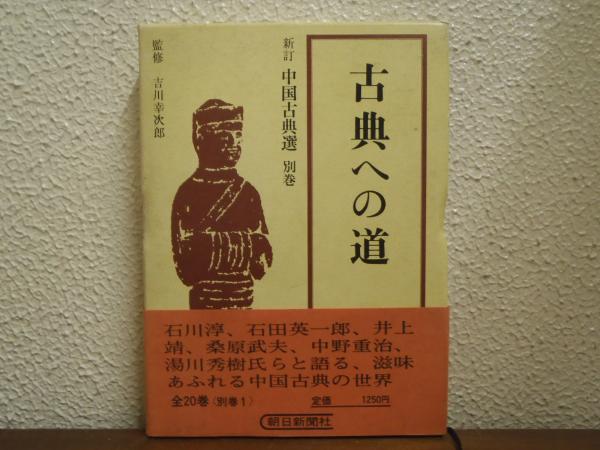 古典への道
新訂 中国古典選 別巻
監修 吉川幸次郎
石川淳、石田英一郎、井上
靖、桑原武夫、中野重治、
湯川秀樹氏らと語る、滋味
あふれる中国古典の世界
全20巻〈別巻1〉 定価 1250円
朝日新聞社